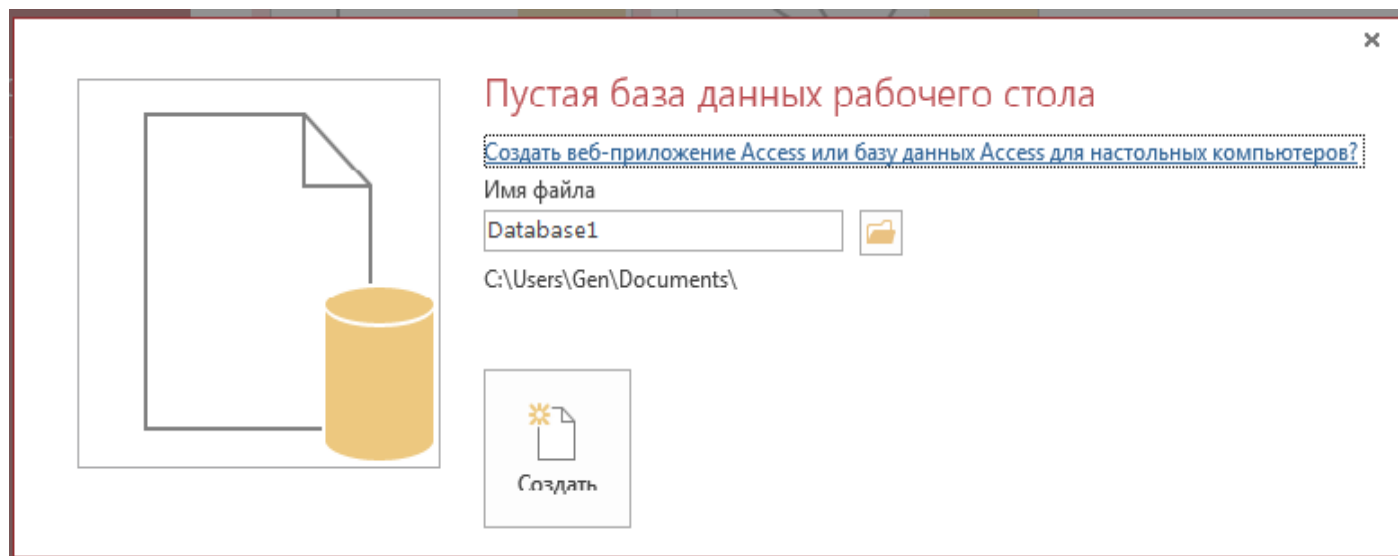 Пустая база данных рабочего стола
Создать веб-приложение Access или базу данных Access для настольных компьютеров?
Имя файла
Database1
C:\Users\Gen\Documents\
Создать